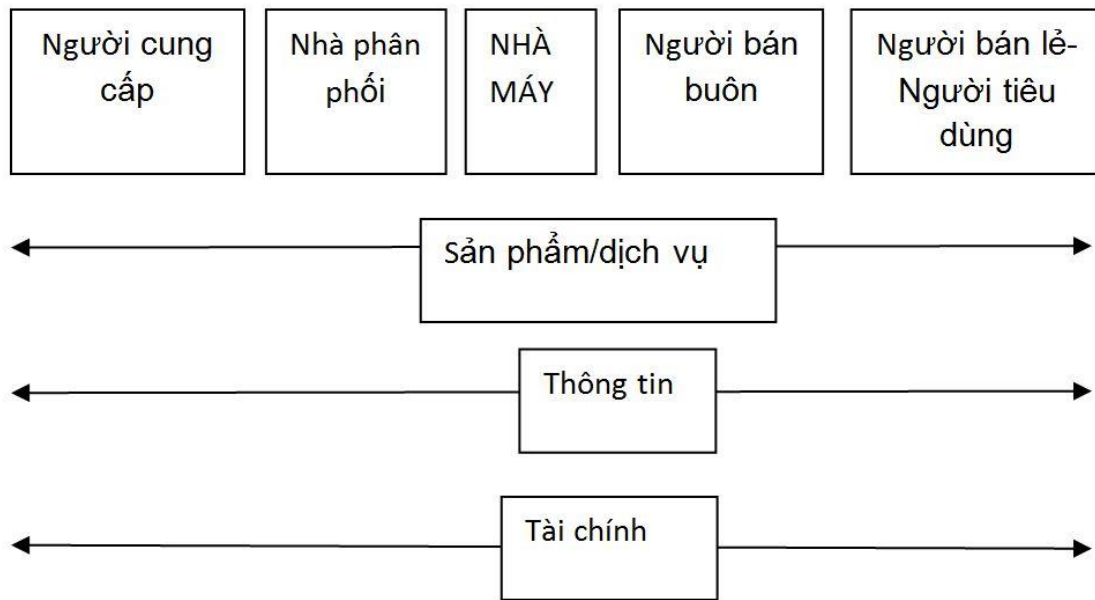 Người cung
cấp
Nhà phân
phối
NHÀ
MÁY
Người bán
buôn
Người bán lẻ-
Người tiêu
dùng
Sản phẩm/dịch vụ
Thông tin
Tài chính